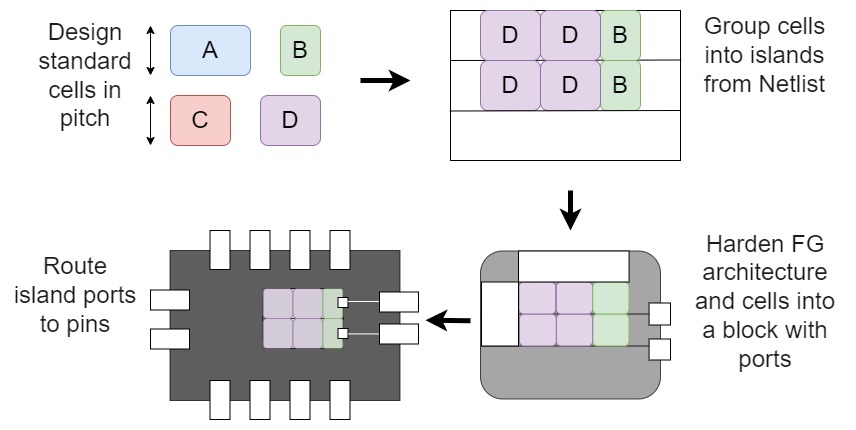 Design
standard
cells in
pitch
A
B
C
D
D D B
D D B
Group cells
into islands
from Netlist
Harden FG
architecture
and cells into
a block with
ports
Route
island ports
to pins